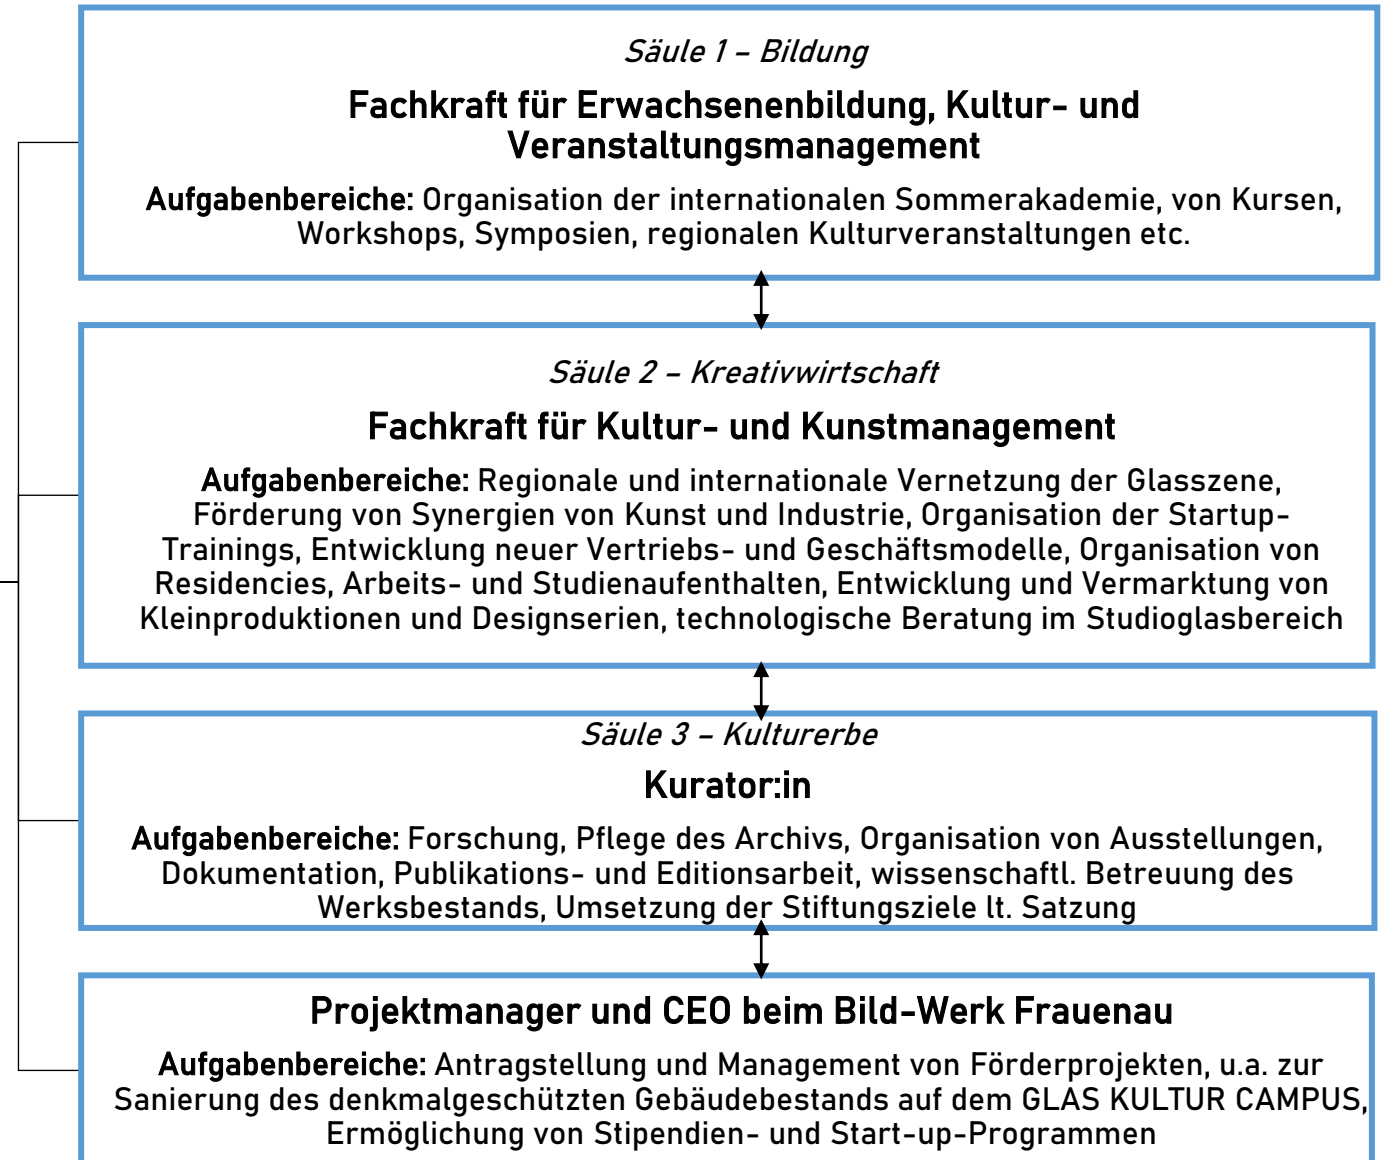 Säule 1 – Bildung
Fachkraft für Erwachsenenbildung, Kultur- und
Veranstaltungsmanagement
Aufgabenbereiche: Organisation der internationalen Sommerakademie, von Kursen,
Workshops, Symposien, regionalen Kulturveranstaltungen etc.
Säule 2 – Kreativwirtschaft
Fachkraft für Kultur- und Kunstmanagement
Aufgabenbereiche: Regionale und internationale Vernetzung der Glasszene,
Förderung von Synergien von Kunst und Industrie, Organisation der Startup-
Trainings, Entwicklung neuer Vertriebs- und Geschäftsmodelle, Organisation von
Residencies, Arbeits- und Studienaufenthalten, Entwicklung und Vermarktung von
Kleinproduktionen und Designserien, technologische Beratung im Studioglasbereich
Säule 3 – Kulturerbe
Kurator:in
Aufgabenbereiche: Forschung, Pflege des Archivs, Organisation von Ausstellungen,
Dokumentation, Publikations- und Editionsarbeit, wissenschaftl. Betreuung des
Werksbestands, Umsetzung der Stiftungsziele lt. Satzung
Projektmanager und CEO beim Bild-Werk Frauenau
Aufgabenbereiche: Antragstellung und Management von Förderprojekten, u.a. zur
Sanierung des denkmalgeschützten Gebäudebestands auf dem GLAS KULTUR CAMPUS,
Ermöglichung von Stipendien- und Start-up-Programmen